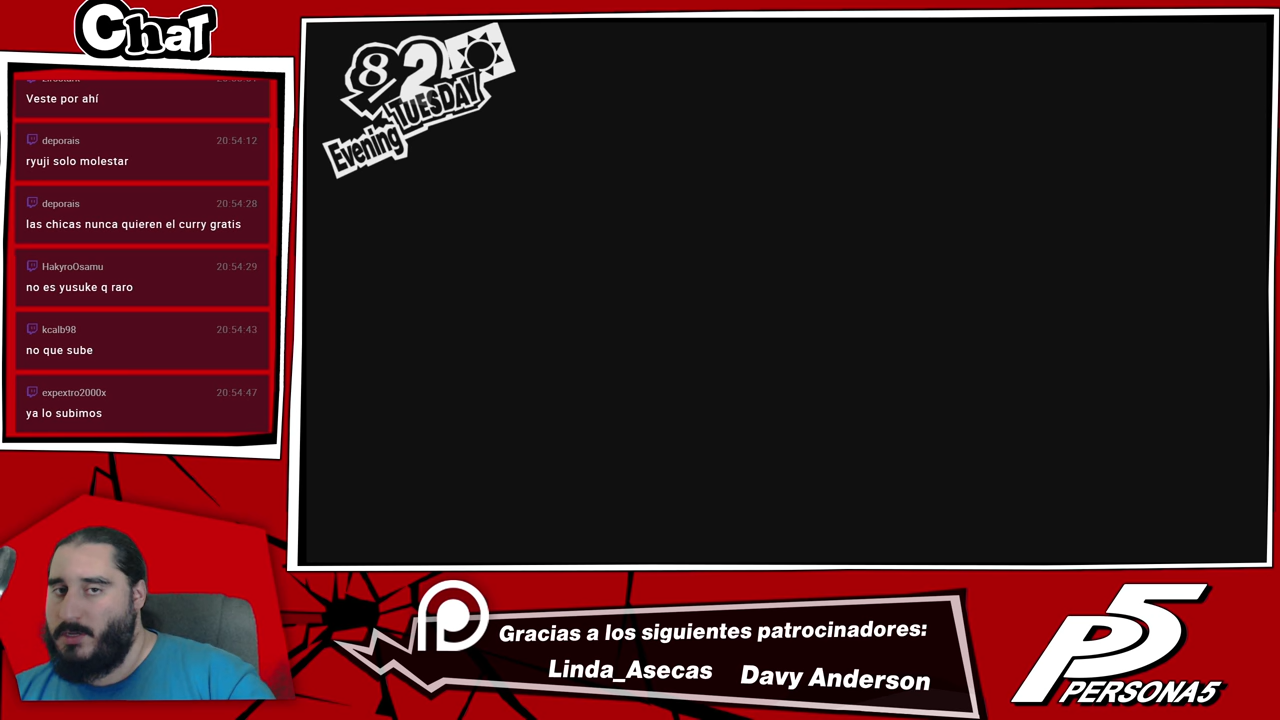 Chat
Veste por ahí
deporais 20:54:12
ryuji solo molestar
deporais 20:54:28
las chicas nunca quieren el curry gratis
HakyroOsamu 20:54:29
no es yusuke q raro
kcalb98 20:54:43
no que sube
expextro2000x 20:54:47
ya lo subimos
8/2
TUESDAY
Evening
Gracias a los siguientes patrocinadores:
Linda_Asecas Davy Anderson
P5
PERSONA5